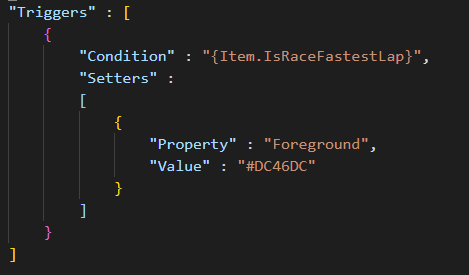 "Triggers" : [
{
"Condition" : "{Item.IsRaceFastestLap}",
"Setters" :
[
{
"Property" : "Foreground",
"Value" : "#DC46DC"
}
]
}
]